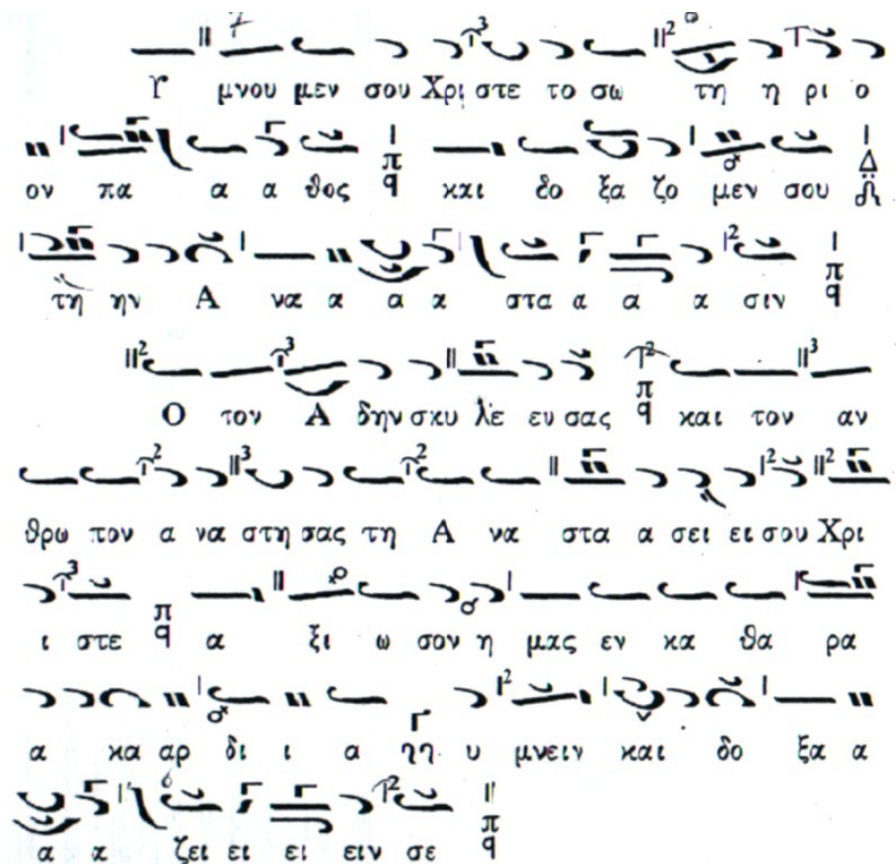 Υ μνου μεν σου Χρι στε το σω τη η ρι ο
ον πα α α θος π q και δο ξα ζο μεν σου Δ
τη ην Α να α α α στα α α α σιν π q
Ο τον Α δην σκυ λε ευ σας π q και τον αν
θρω τον α να στη σας τη Α να στα α σει ει σου Χρι
ι στε π q α ξι ω σον η μας εν κα θα ρα
α κα αρ δι ι α ηη υ μνειν και δο ξα α
α α ζει ει ει ειν σε π q